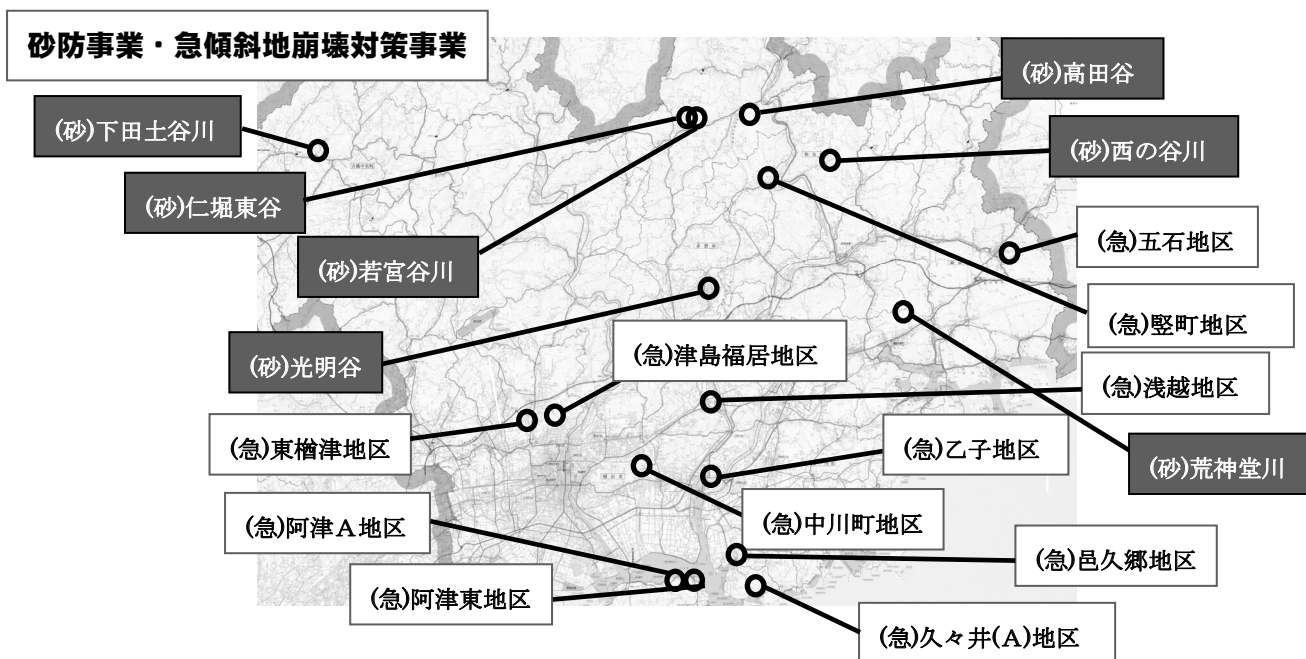 砂防事業・急傾斜地崩壊対策事業
(砂)高田谷
(砂)下田土谷川
(砂)西の谷川
(砂)仁堀東谷
(急)五石地区
(砂)若宮谷川
(急)竪町地区
(急)津島福居地区
(砂)光明谷
(急)浅越地区
(急)東楢津地区
(急)乙子地区
(砂)荒神堂川
(急)阿津A地区
(急)中川町地区
(急)邑久郷地区
(急)阿津東地区
(急)久々井(A)地区